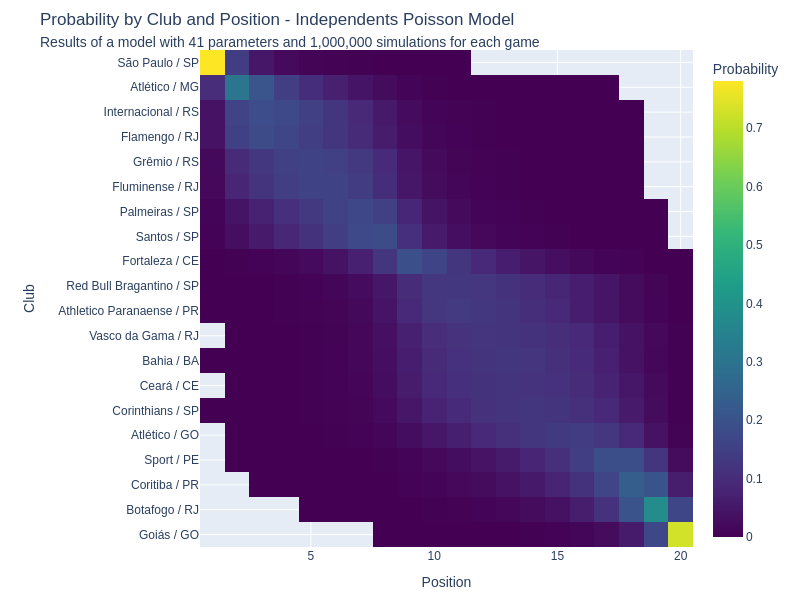 Probability by Club and Position - Independents Poisson Model
Results of a model with 41 parameters and 1,000,000 simulations for each game
Probability
São Paulo / SP
Atlético / MG
Internacional / RS
Flamengo / RJ
Grêmio / RS
Fluminense / RJ
Palmeiras / SP
Santos / SP
Fortaleza / CE
Red Bull Bragantino / SP
Athletico Paranaense / PR
Vasco da Gama / RJ
Bahia / BA
Ceará / CE
Corinthians / SP
Atlético / GO
Sport / PE
Coritiba / PR
Botafogo / RJ
Goiás / GO
Club
5
10
15
20
Position
0.7
0.6
0.5
0.4
0.3
0.2
0.1
0